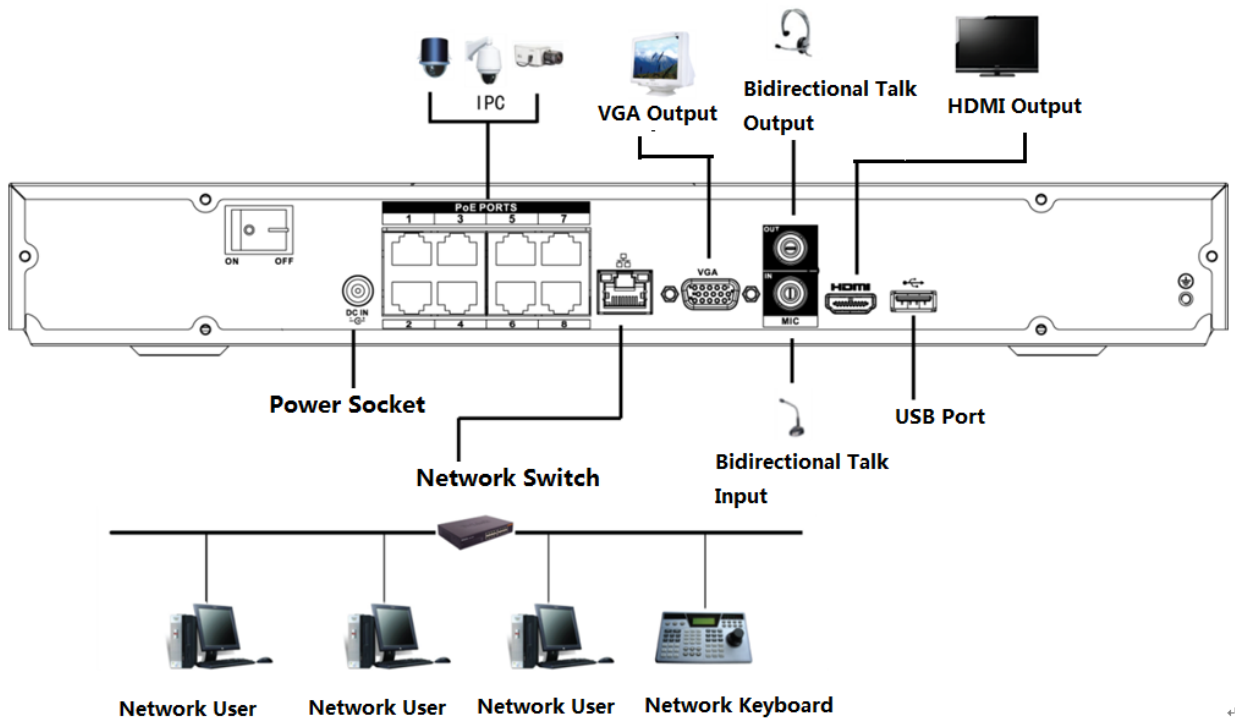 IPC
VGA Output
Bidirectional Talk
Output
HDMI Output
PoE PORTS
1 3 5 7
ON OFF
DC IN
2 4 6 8
VGA
OUT
IN
MIC
HDMI
Power Socket
Network Switch
Bidirectional Talk
Input
USB Port
Network User
Network User
Network User
Network Keyboard